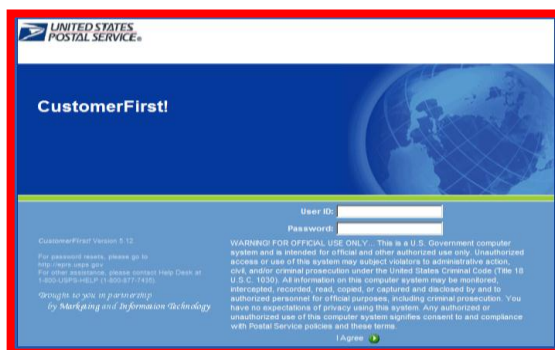 UNITED STATES
POSTAL SERVICE®
CustomerFirst!
User ID:
Password:
CustomerFirst! Version 5.12
For password resets, please go to
http://epra.usps.gov
For other assistance, please contact Help Desk at
1-800-USPS-HELP (1-800-877-7435)
Brought to you in partnership
by Marketing and Information Technology
WARNING! FOR OFFICIAL USE ONLY... This is a U.S. Government computer
system and is intended for official and other authorized use only. Unauthorized
access or use of this system may subject violators to administrative action,
civil, and/or criminal prosecution under the United States Criminal Code (Title 18
U.S.C. 1030). All information on this computer system may be monitored,
intercepted, recorded, read, copied, or captured and disclosed by and to
authorized personnel for official purposes, including criminal prosecution. You
have no expectations of privacy using this system. Any authorized or
unauthorized use of this computer system signifies consent to and compliance
with Postal Service policies and these terms.
I Agree